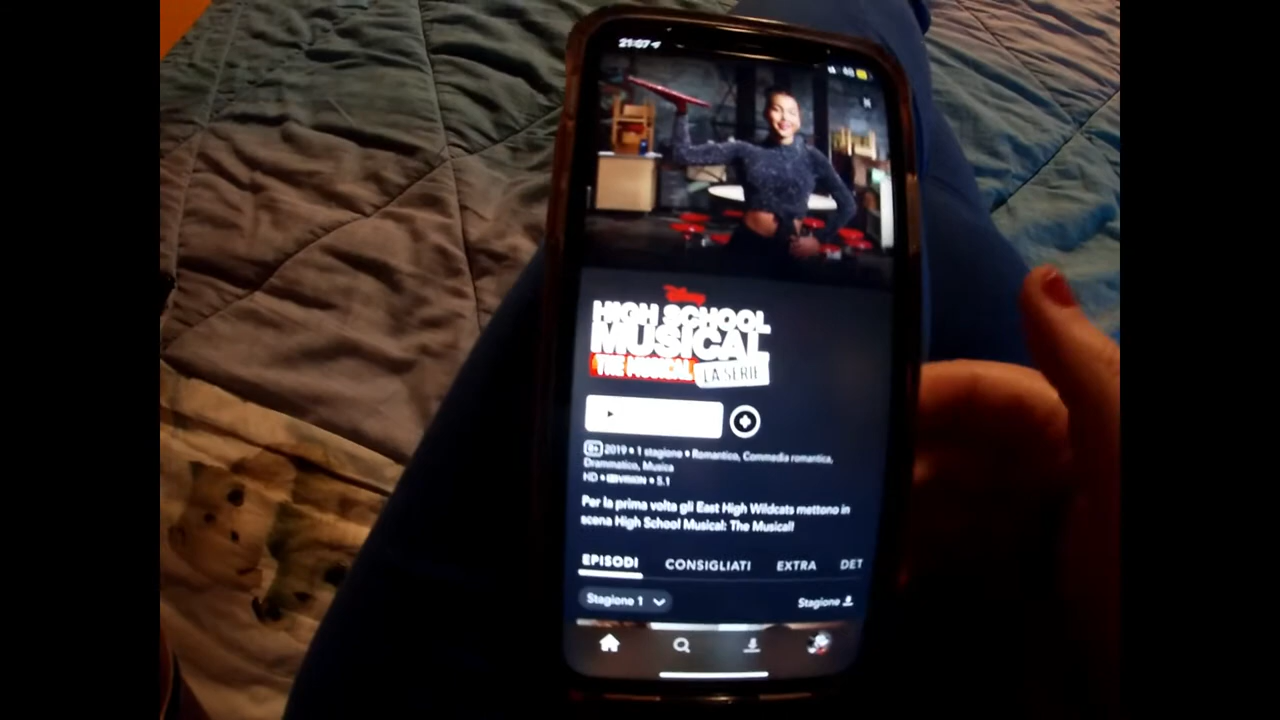 21:07
Disney
HIGH SCHOOL
MUSICAL
THE MUSICAL
LA SERIE
2019 • 1 stagione • Romantico, Commedia romantica,
Drammatico, Musica
HD • VISION • 5.1
Per la prima volta gli East High Wildcats mettono in
scena High School Musical: The Musical!
EPISODI CONSIGLIATI EXTRA DET
Stagione 1 Stagione